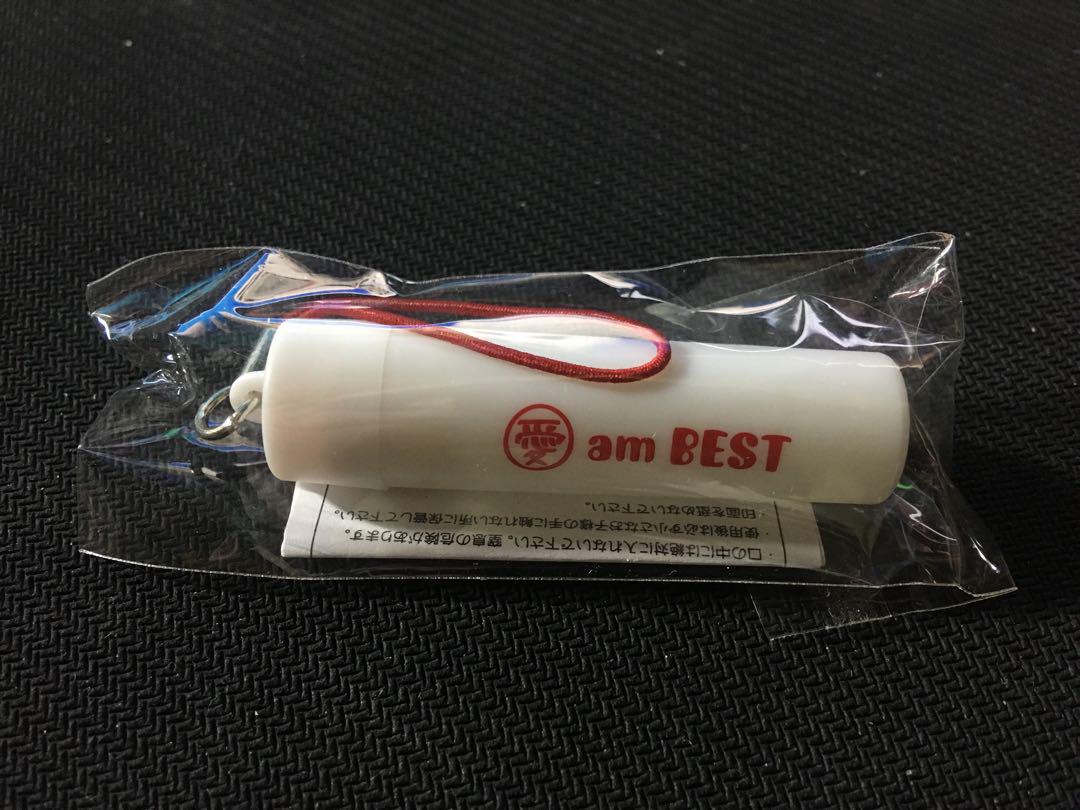 愛 am BEST
・口の中には絶対に入れないで下さい。窒息の危険があります。
・使用後は必ず小さなお子様の手に触れない所に保管して下さい。
・印面を舐めないで下さい。